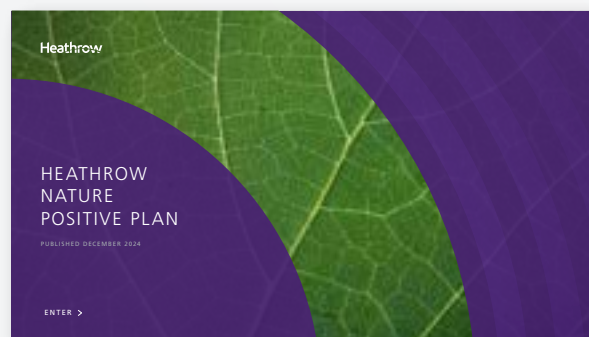 Heathrow
HEATHROW
NATURE
POSITIVE PLAN
PUBLISHED DECEMBER 2024
ENTER >